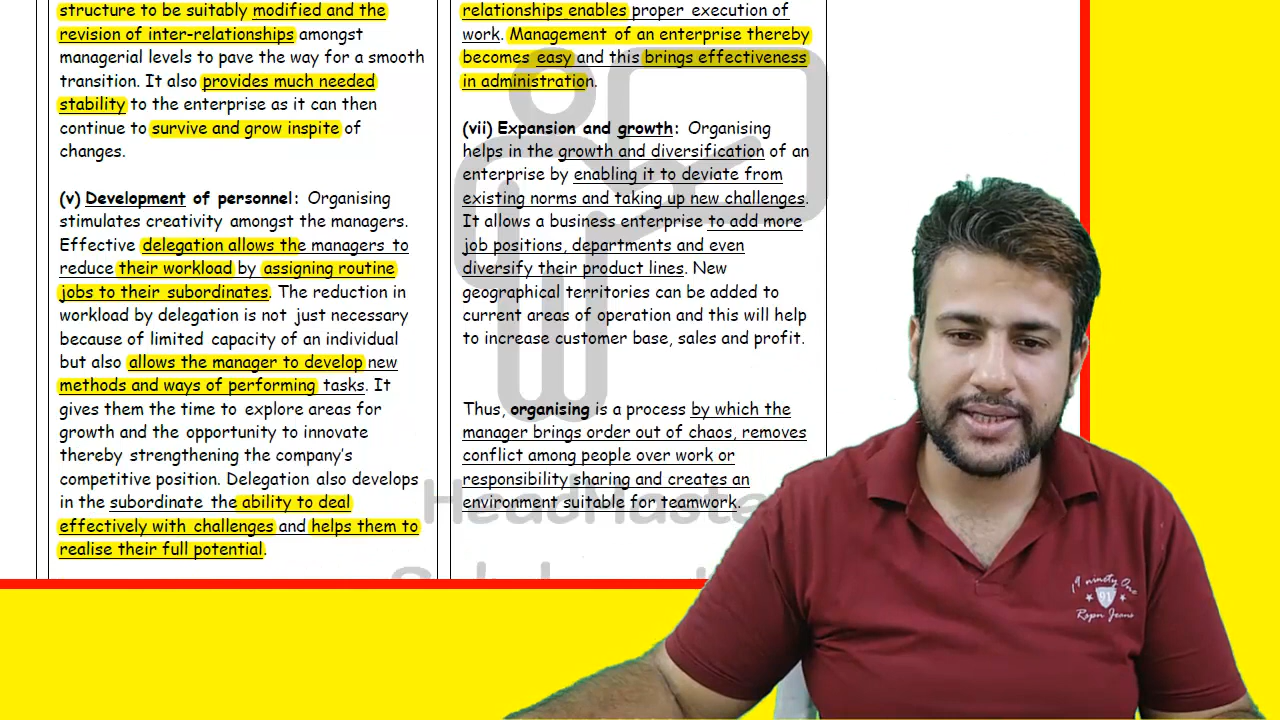 structure to be suitably modified and the
revision of inter-relationships amongst
managerial levels to pave the way for a smooth
transition. It also provides much needed
stability to the enterprise as it can then
continue to survive and grow inspite of
changes.
(v) Development of personnel: Organising
stimulates creativity amongst the managers.
Effective delegation allows the managers to
reduce their workload by assigning routine
jobs to their subordinates. The reduction in
workload by delegation is not just necessary
because of limited capacity of an individual
but also allows the manager to develop new
methods and ways of performing tasks. It
gives them the time to explore areas for
growth and the opportunity to innovate
thereby strengthening the company's
competitive position. Delegation also develops
in the subordinate the ability to deal
effectively with challenges and helps them to
realise their full potential.
relationships enables proper execution of
work. Management of an enterprise thereby
becomes easy and this brings effectiveness
in administration.
(vii) Expansion and growth: Organising
helps in the growth and diversification of an
enterprise by enabling it to deviate from
existing norms and taking up new challenges.
It allows a business enterprise to add more
job positions, departments and even
diversify their product lines. New
geographical territories can be added to
current areas of operation and this will help
to increase customer base, sales and profit.
Thus, organising is a process by which the
manager brings order out of chaos, removes
conflict among people over work or
responsibility sharing and creates an
environment suitable for teamwork.
19 ninety One
91
Rspn Jeans